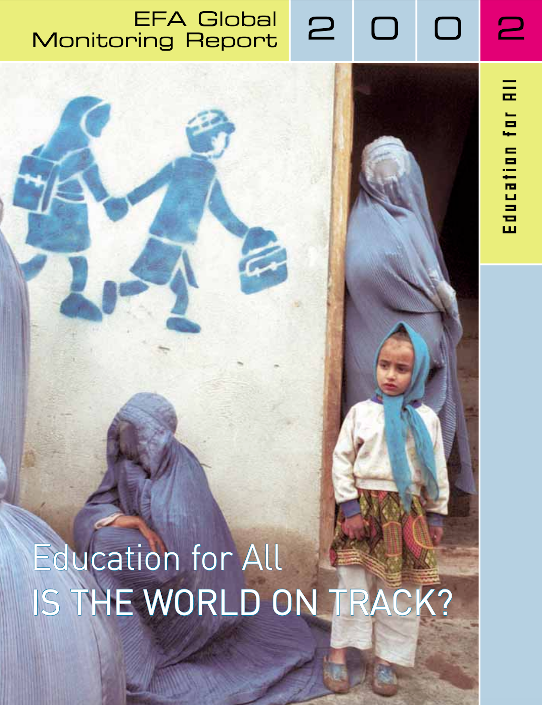 EFA Global
Monitoring Report
2002
Education for All
Education for All
IS THE WORLD ON TRACK?